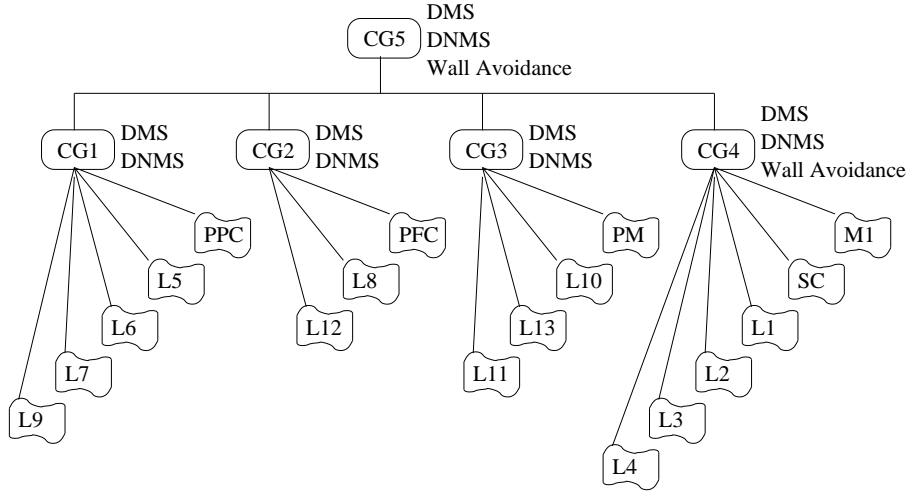 DMS
CG5
DNMS
Wall Avoidance
DMS
CG1
DNMS
DMS
CG2
DNMS
DMS
CG3
DNMS
DMS
DNMS
CG4
Wall Avoidance
PPC
PFC
PM
M1
L5
L8
L10
SC
L6
L12
L13
L1
L7
L11
L2
L9
L3
L4